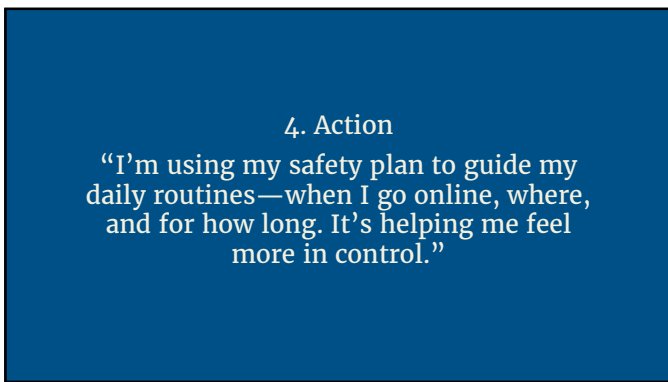 4. Action
“I’m using my safety plan to guide my
daily routines—when I go online, where,
and for how long. It’s helping me feel
more in control.”